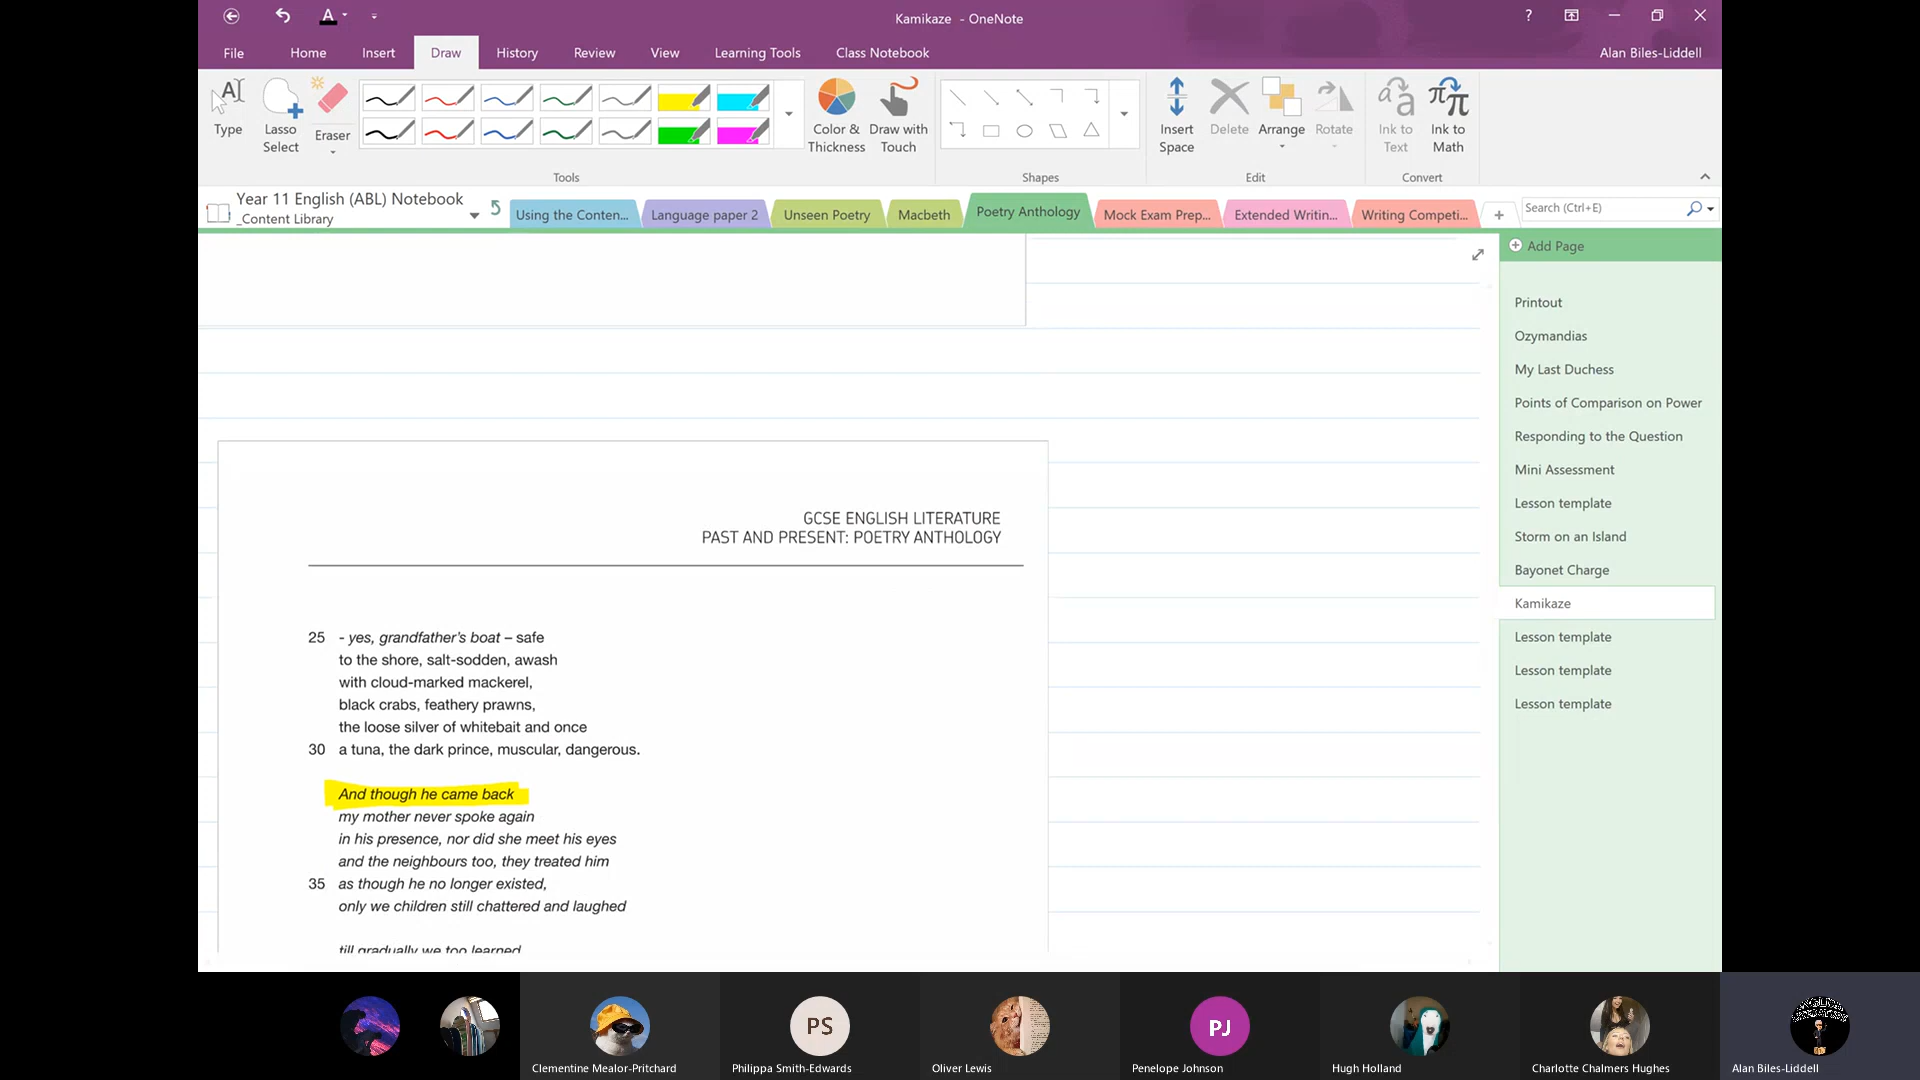 Kamikaze - OneNote
?
File Home Insert Draw History Review View Learning Tools Class Notebook
Alan Biles-Liddell
Type
Lasso Select
Eraser
Color & Thickness
Draw with Touch
Insert Space
Delete
Arrange
Rotate
Ink to Text
Ink to Math
Tools
Shapes
Edit
Convert
Year 11 English (ABL) Notebook
_Content Library
Using the Conten...
Language paper 2
Unseen Poetry
Macbeth
Poetry Anthology
Mock Exam Prep...
Extended Writin...
Writing Competi...
Search (Ctrl+E)
Add Page
Printout
Ozymandias
My Last Duchess
Points of Comparison on Power
Responding to the Question
Mini Assessment
Lesson template
Storm on an Island
Bayonet Charge
Kamikaze
Lesson template
Lesson template
Lesson template
GCSE ENGLISH LITERATURE
PAST AND PRESENT: POETRY ANTHOLOGY
25 - yes, grandfather's boat – safe
to the shore, salt-sodden, awash
with cloud-marked mackerel,
black crabs, feathery prawns,
the loose silver of whitebait and once
30 a tuna, the dark prince, muscular, dangerous.
And though he came back
my mother never spoke again
in his presence, nor did she meet his eyes
and the neighbours too, they treated him
35 as though he no longer existed,
only we children still chattered and laughed
till gradually we too learned
PS
PJ
Clementine Mealor-Pritchard
Philippa Smith-Edwards
Oliver Lewis
Penelope Johnson
Hugh Holland
Charlotte Chalmers Hughes
Alan Biles-Liddell